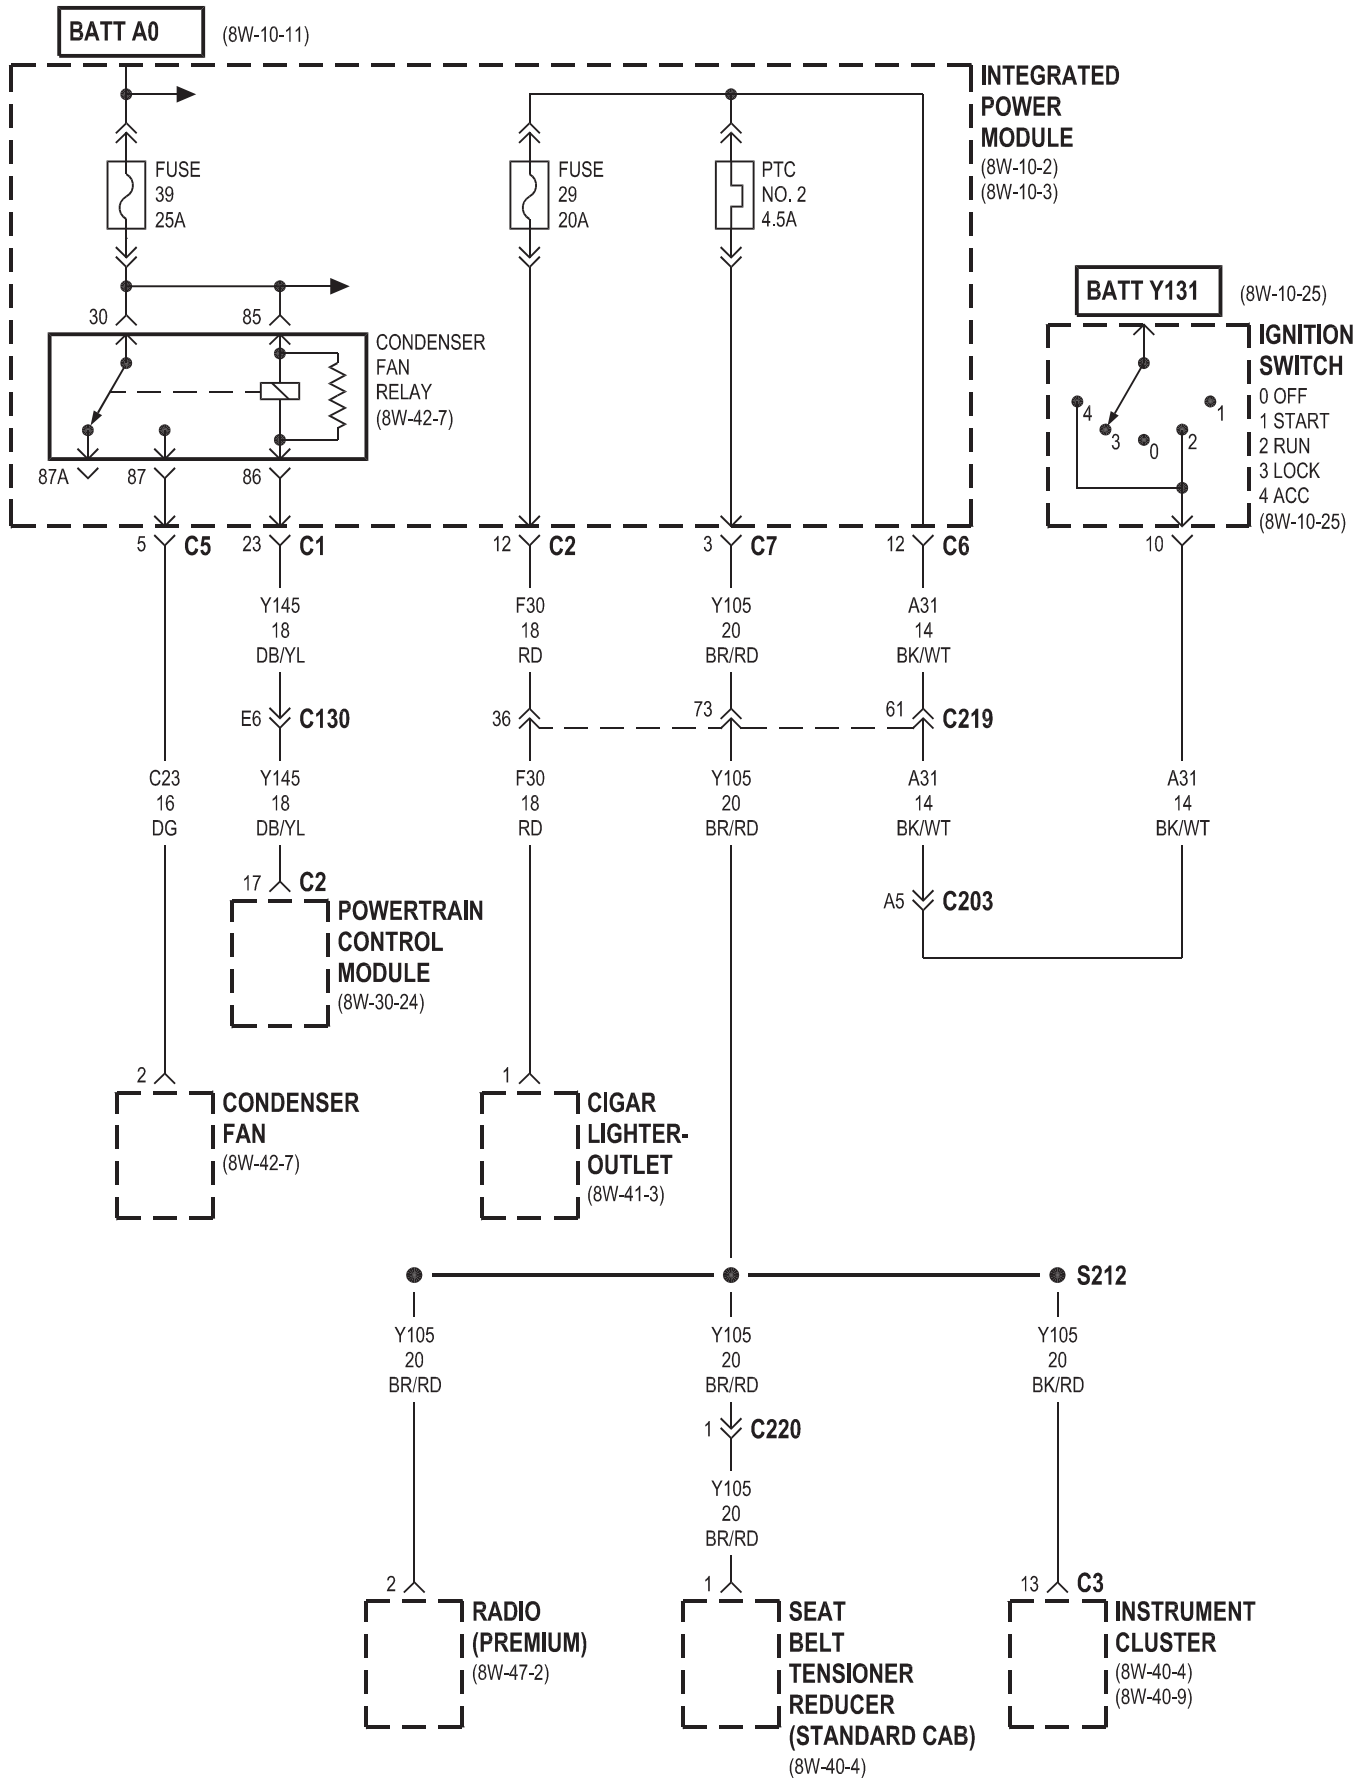 BATT A0
(8W-10-11)
INTEGRATED
POWER
MODULE
(8W-10-2)
(8W-10-3)
FUSE
39
25A
FUSE
29
20A
PTC
NO. 2
4.5A
BATT Y131
(8W-10-25)
IGNITION
SWITCH
0 OFF
1 START
2 RUN
3 LOCK
4 ACC
(8W-10-25)
4
3
0
2
1
30
85
CONDENSER
FAN
RELAY
(8W-42-7)
87A
87
86
5
C5
23
C1
12
C2
3
C7
12
C6
10
Y145
18
DB/YL
F30
18
RD
Y105
20
BR/RD
A31
14
BK/WT
E6
C130
36
73
61
C219
C23
16
DG
Y145
18
DB/YL
F30
18
RD
Y105
20
BR/RD
A31
14
BK/WT
A31
14
BK/WT
17
C2
POWERTRAIN
CONTROL
MODULE
(8W-30-24)
A5
C203
2
CONDENSER
FAN
(8W-42-7)
1
CIGAR
LIGHTER-
OUTLET
(8W-41-3)
S212
Y105
20
BR/RD
Y105
20
BR/RD
Y105
20
BK/RD
1
C220
Y105
20
BR/RD
2
RADIO
(PREMIUM)
(8W-47-2)
1
SEAT
BELT
TENSIONER
REDUCER
(STANDARD CAB)
(8W-40-4)
13
C3
INSTRUMENT
CLUSTER
(8W-40-4)
(8W-40-9)